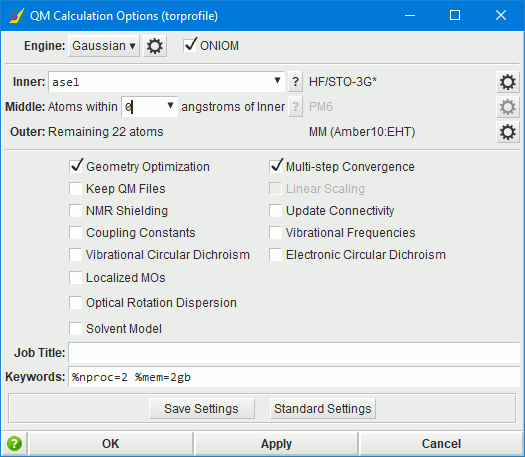 QM Calculation Options (torprofile)
Engine: Gaussian ONIOM
Inner: asel ? HF/STO-3G*
Middle: Atoms within 0 angstroms of Inner ? PM6
Outer: Remaining 22 atoms MM (Amber10:EHT)
Geometry Optimization Multi-step Convergence
Keep QM Files Linear Scaling
NMR Shielding Update Connectivity
Coupling Constants Vibrational Frequencies
Vibrational Circular Dichroism Electronic Circular Dichroism
Localized MOs
Optical Rotation Dispersion
Solvent Model
Job Title:
Keywords: %nproc=2 %mem=2gb
Save Settings Standard Settings
? OK Apply Cancel